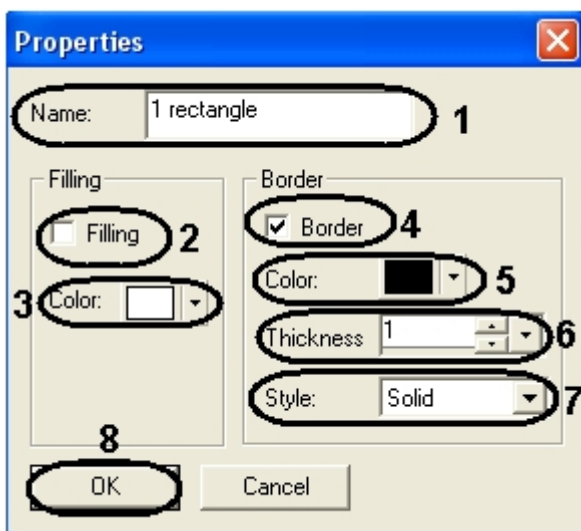 Properties
Name: 1 rectangle 1
Filling
Filling 2
3 Color:
Border
Border 4
Color: 5
Thickness 1 6
Style: Solid 7
8
OK Cancel